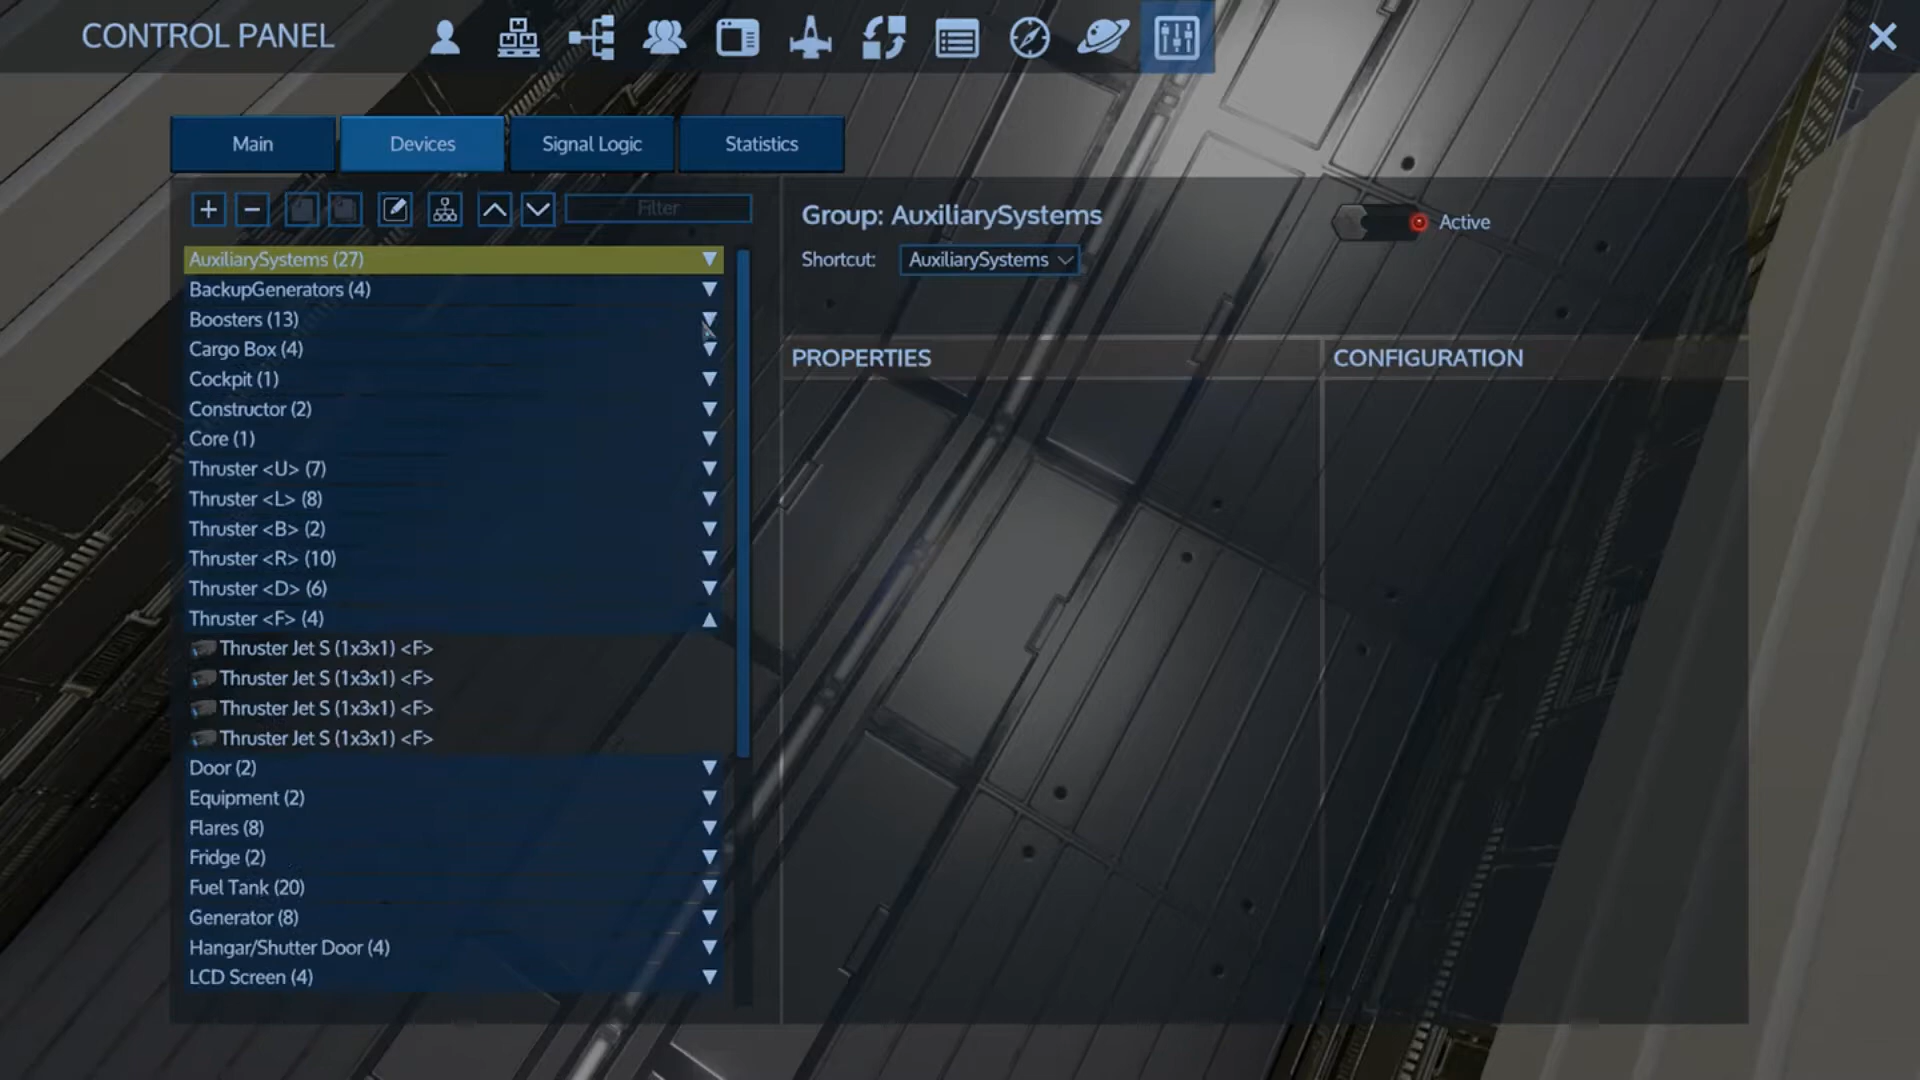 CONTROL PANEL
Main
Devices
Signal Logic
Statistics
Filter
AuxiliarySystems (27)
BackupGenerators (4)
Boosters (13)
Cargo Box (4)
Cockpit (1)
Constructor (2)
Core (1)
Thruster <U> (7)
Thruster <L> (8)
Thruster <B> (2)
Thruster <R> (10)
Thruster <D> (6)
Thruster <F> (4)
Thruster Jet S (1x3x1) <F>
Thruster Jet S (1x3x1) <F>
Thruster Jet S (1x3x1) <F>
Thruster Jet S (1x3x1) <F>
Door (2)
Equipment (2)
Flares (8)
Fridge (2)
Fuel Tank (20)
Generator (8)
Hangar/Shutter Door (4)
LCD Screen (4)
Group: AuxiliarySystems
Active
Shortcut: AuxiliarySystems
PROPERTIES
CONFIGURATION